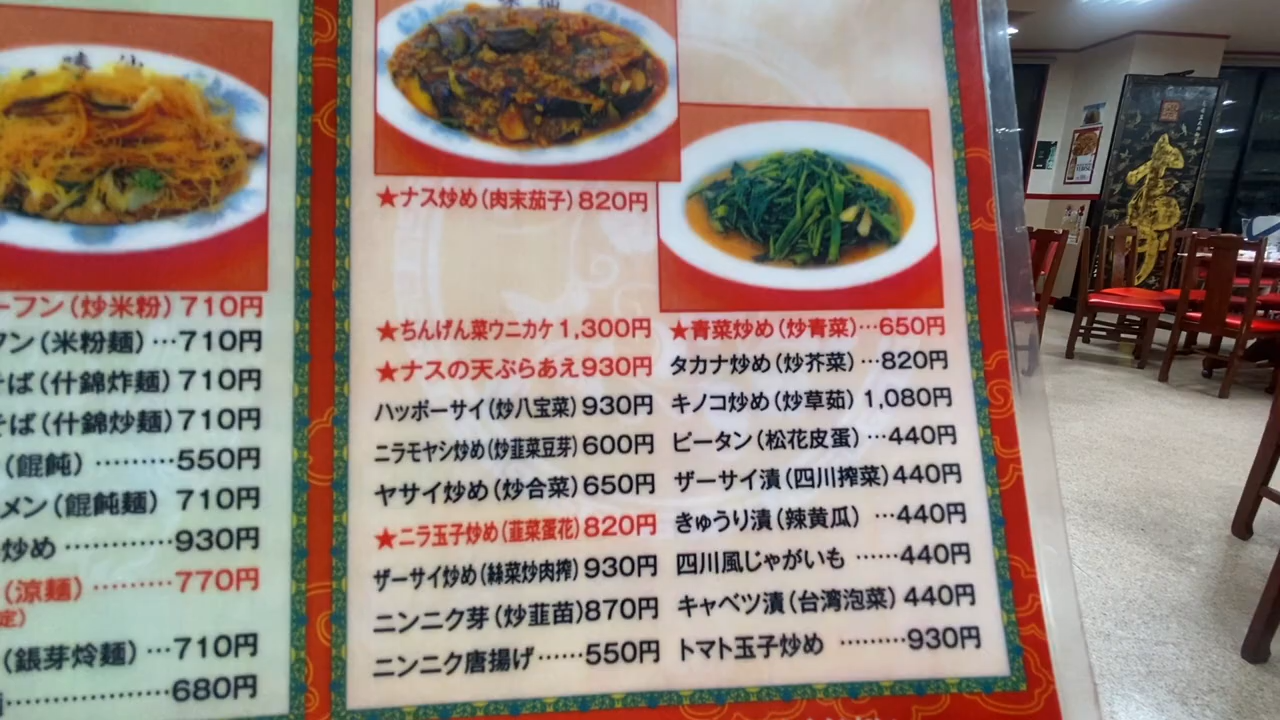 味仙
味仙
ーフン(炒米粉) 710円
フン(米粉麺)…710円
そば(什錦炸麺) 710円
そば(什錦炒麺) 710円
(餛飩)………550円
メン(餛飩麺) 710円
炒め…………930円
(涼麺)………770円
定)
(銀芽炩麺)…710円
……………680円
★ナス炒め(肉末茄子) 820円
★ちんげん菜ウニカケ 1,300円
★ナスの天ぷらあえ 930円
ハッポーサイ(炒八宝菜) 930円
ニラモヤシ炒め(炒韮菜豆芽) 600円
ヤサイ炒め(炒合菜) 650円
★ニラ玉子炒め(韮菜蛋花) 820円
ザーサイ炒め(絲菜炒肉搾) 930円
ニンニク芽(炒韮苗) 870円
ニンニク唐揚げ……550円
★青菜炒め(炒青菜)…650円
タカナ炒め(炒芥菜)…820円
キノコ炒め(炒草茹) 1,080円
ピータン(松花皮蛋)…440円
ザーサイ漬(四川搾菜) 440円
きゅうり漬(辣黄瓜)…440円
四川風じゃがいも……440円
キャベツ漬(台湾泡菜) 440円
トマト玉子炒め………930円